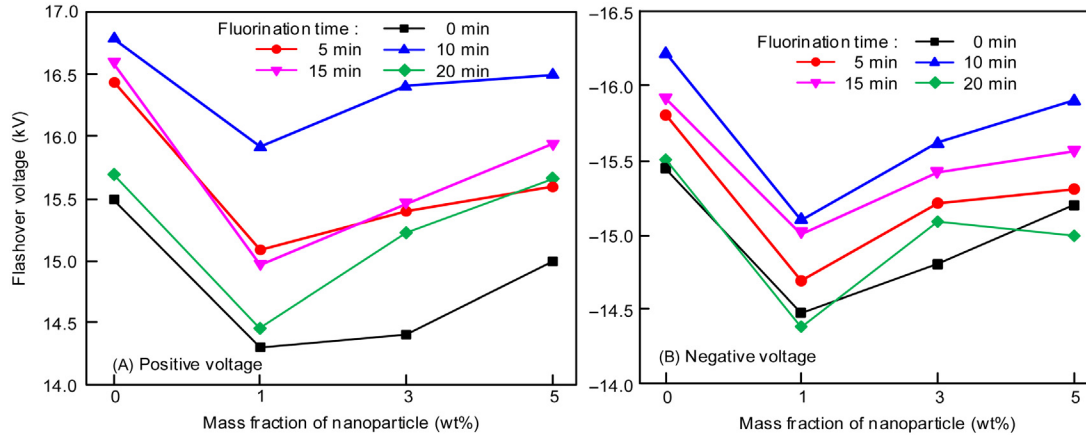 17.0
16.5
16.0
15.5
15.0
14.5
14.0
Flashover voltage (kV)
Fluorination time :
0 min
5 min
10 min
15 min
20 min
(A) Positive voltage
0
1
3
5
Mass fraction of nanoparticle (wt%)
−16.5
−16.0
−15.5
−15.0
−14.5
−14.0
Fluorination time :
0 min
5 min
10 min
15 min
20 min
(B) Negative voltage
0
1
3
5
Mass fraction of nanoparticle (wt%)